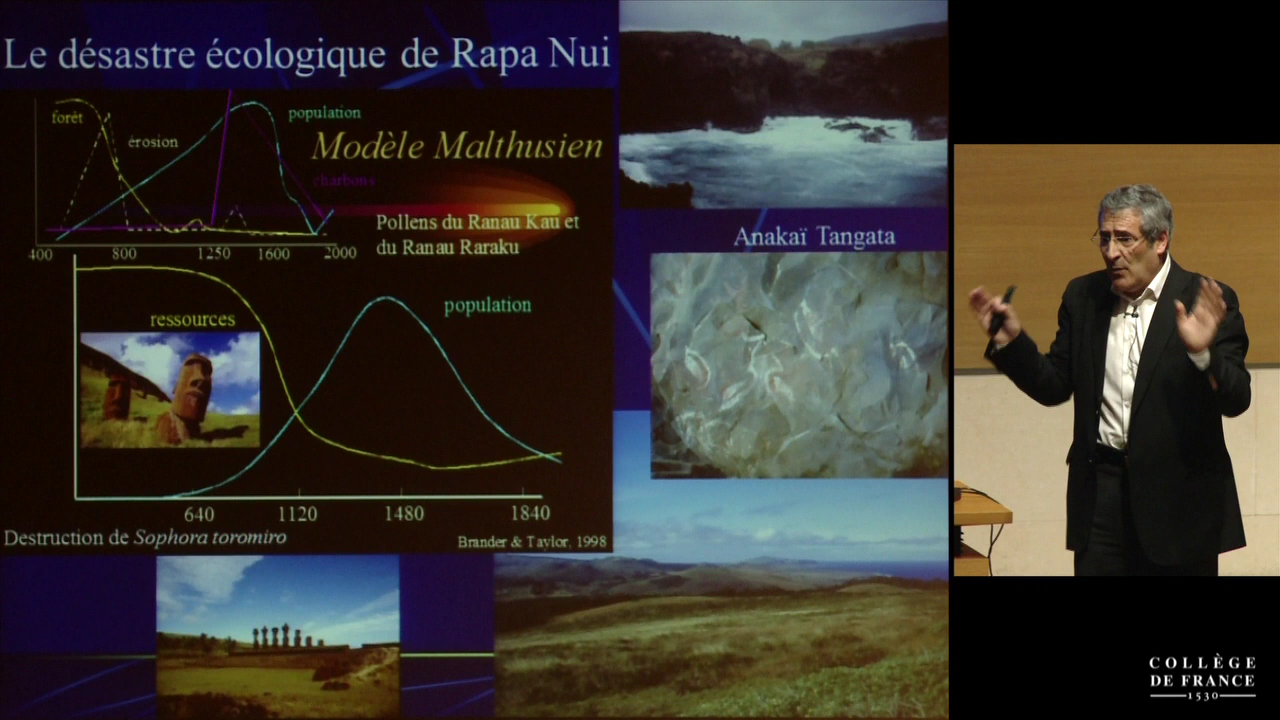 Le désastre écologique de Rapa Nui
forêt
érosion
population
Modèle Malthusien
charbons
Pollens du Ranau Kau et
du Ranau Raraku
400 800 1250 1600 2000
ressources
population
640 1120 1480 1840
Destruction de Sophora toromiro
Brander & Taylor, 1998
Anakaï Tangata
COLLÈGE
DE FRANCE
1530